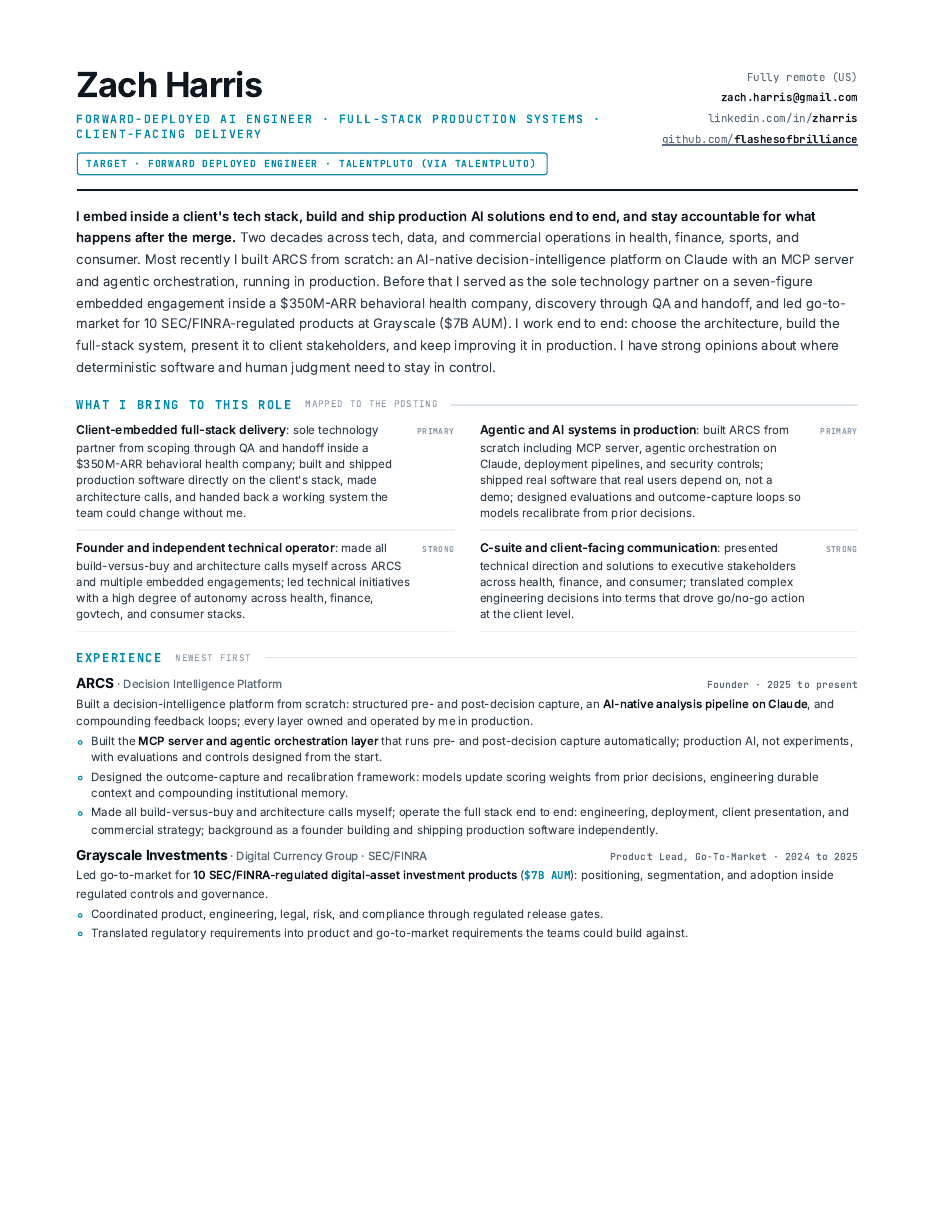 Zach Harris
FORWARD-DEPLOYED AI ENGINEER · FULL-STACK PRODUCTION SYSTEMS ·
CLIENT-FACING DELIVERY
TARGET · FORWARD DEPLOYED ENGINEER · TALENTPLUTO (VIA TALENTPLUTO)
Fully remote (US)
zach.harris@gmail.com
linkedin.com/in/zharris
github.com/flashesofbrilliance
I embed inside a client's tech stack, build and ship production AI solutions end to end, and stay accountable for what
happens after the merge. Two decades across tech, data, and commercial operations in health, finance, sports, and
consumer. Most recently I built ARCS from scratch: an AI-native decision-intelligence platform on Claude with an MCP server
and agentic orchestration, running in production. Before that I served as the sole technology partner on a seven-figure
embedded engagement inside a $350M-ARR behavioral health company, discovery through QA and handoff, and led go-to-
market for 10 SEC/FINRA-regulated products at Grayscale ($7B AUM). I work end to end: choose the architecture, build the
full-stack system, present it to client stakeholders, and keep improving it in production. I have strong opinions about where
deterministic software and human judgment need to stay in control.
WHAT I BRING TO THIS ROLE MAPPED TO THE POSTING
Client-embedded full-stack delivery: sole technology PRIMARY
partner from scoping through QA and handoff inside a
$350M-ARR behavioral health company; built and shipped
production software directly on the client's stack, made
architecture calls, and handed back a working system the
team could change without me.
Agentic and AI systems in production: built ARCS from PRIMARY
scratch including MCP server, agentic orchestration on
Claude, deployment pipelines, and security controls;
shipped real software that real users depend on, not a
demo; designed evaluations and outcome-capture loops so
models recalibrate from prior decisions.
Founder and independent technical operator: made all STRONG
build-versus-buy and architecture calls myself across ARCS
and multiple embedded engagements; led technical initiatives
with a high degree of autonomy across health, finance,
govtech, and consumer stacks.
C-suite and client-facing communication: presented STRONG
technical direction and solutions to executive stakeholders
across health, finance, and consumer; translated complex
engineering decisions into terms that drove go/no-go action
at the client level.
EXPERIENCE NEWEST FIRST
ARCS · Decision Intelligence Platform Founder · 2025 to present
Built a decision-intelligence platform from scratch: structured pre- and post-decision capture, an AI-native analysis pipeline on Claude, and
compounding feedback loops; every layer owned and operated by me in production.
Built the MCP server and agentic orchestration layer that runs pre- and post-decision capture automatically; production AI, not experiments,
with evaluations and controls designed from the start.
Designed the outcome-capture and recalibration framework: models update scoring weights from prior decisions, engineering durable
context and compounding institutional memory.
Made all build-versus-buy and architecture calls myself; operate the full stack end to end: engineering, deployment, client presentation, and
commercial strategy; background as a founder building and shipping production software independently.
Grayscale Investments · Digital Currency Group · SEC/FINRA Product Lead, Go-To-Market · 2024 to 2025
Led go-to-market for 10 SEC/FINRA-regulated digital-asset investment products ($7B AUM): positioning, segmentation, and adoption inside
regulated controls and governance.
Coordinated product, engineering, legal, risk, and compliance through regulated release gates.
Translated regulatory requirements into product and go-to-market requirements the teams could build against.